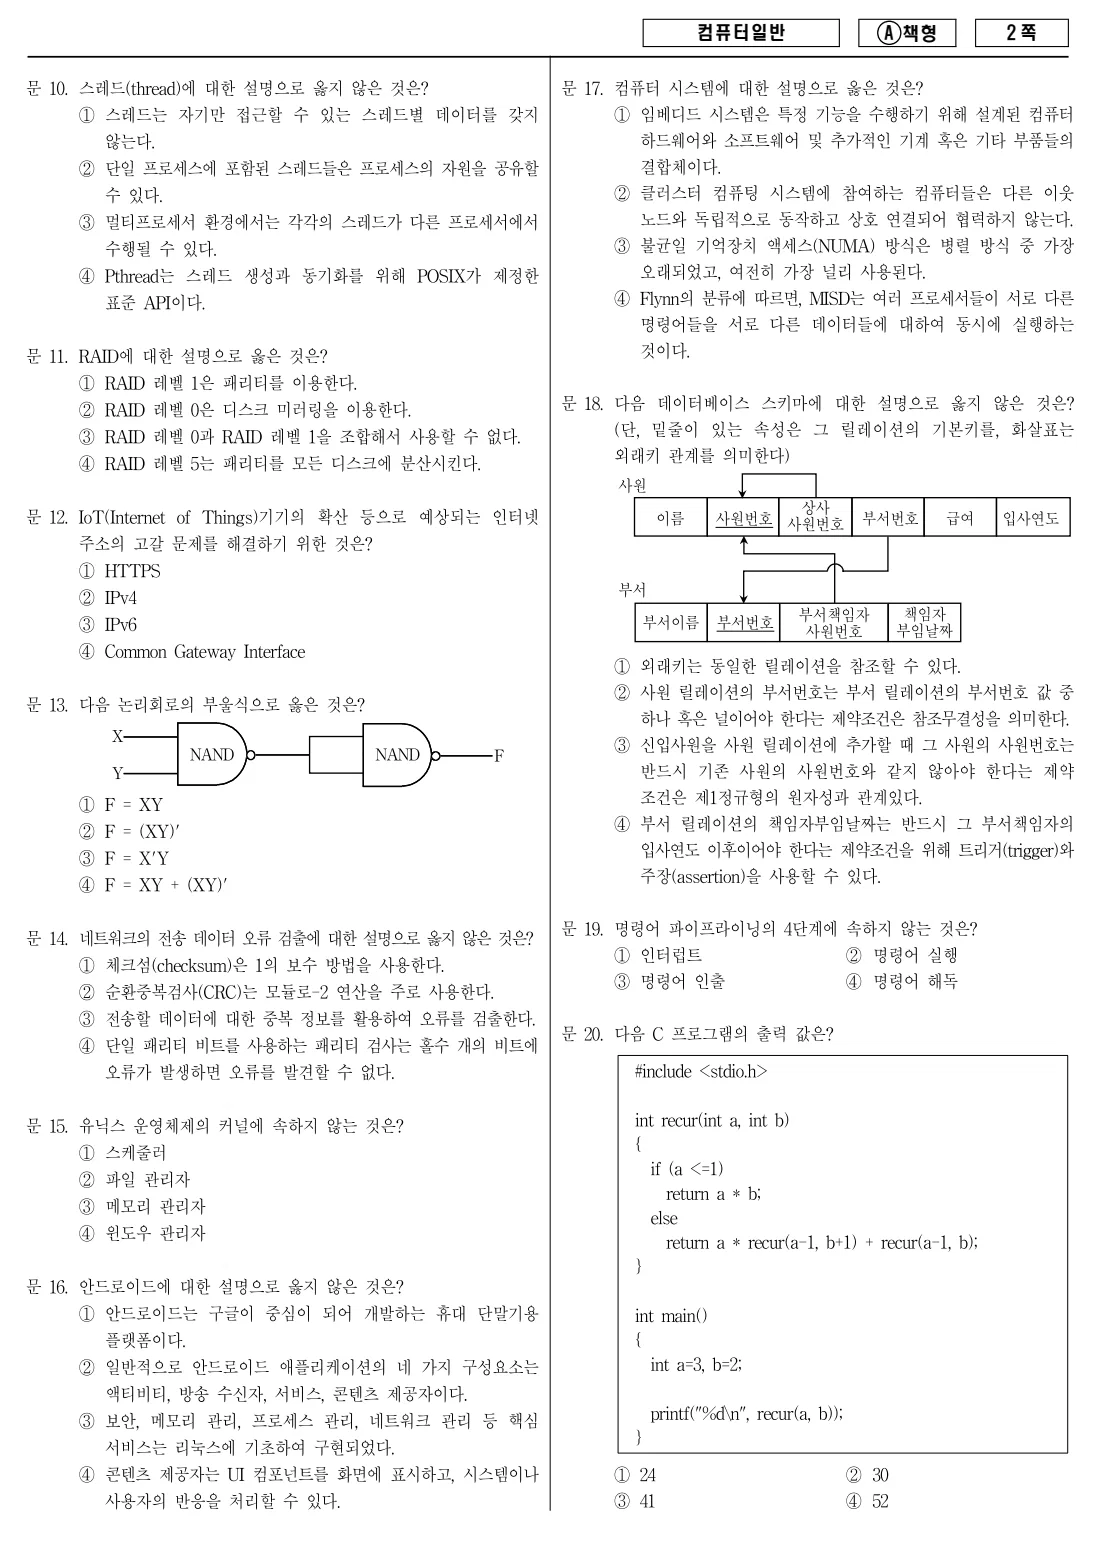 컴퓨터일반
Ⓐ책형
2쪽
문 10. 스레드(thread)에 대한 설명으로 옳지 않은 것은?
① 스레드는 자기만 접근할 수 있는 스레드별 데이터를 갖지
않는다.
② 단일 프로세스에 포함된 스레드들은 프로세스의 자원을 공유할
수 있다.
③ 멀티프로세서 환경에서는 각각의 스레드가 다른 프로세서에서
수행될 수 있다.
④ Pthread는 스레드 생성과 동기화를 위해 POSIX가 제정한
표준 API이다.
문 11. RAID에 대한 설명으로 옳은 것은?
① RAID 레벨 1은 패리티를 이용한다.
② RAID 레벨 0은 디스크 미러링을 이용한다.
③ RAID 레벨 0과 RAID 레벨 1을 조합해서 사용할 수 없다.
④ RAID 레벨 5는 패리티를 모든 디스크에 분산시킨다.
문 12. IoT(Internet of Things)기기의 확산 등으로 예상되는 인터넷
주소의 고갈 문제를 해결하기 위한 것은?
① HTTPS
② IPv4
③ IPv6
④ Common Gateway Interface
문 13. 다음 논리회로의 부울식으로 옳은 것은?
X
Y
NAND
NAND
F
① F = XY
② F = (XY)′
③ F = X′Y
④ F = XY + (XY)′
문 14. 네트워크의 전송 데이터 오류 검출에 대한 설명으로 옳지 않은 것은?
① 체크섬(checksum)은 1의 보수 방법을 사용한다.
② 순환중복검사(CRC)는 모듈로-2 연산을 주로 사용한다.
③ 전송할 데이터에 대한 중복 정보를 활용하여 오류를 검출한다.
④ 단일 패리티 비트를 사용하는 패리티 검사는 홀수 개의 비트에
오류가 발생하면 오류를 발견할 수 없다.
문 15. 유닉스 운영체제의 커널에 속하지 않는 것은?
① 스케줄러
② 파일 관리자
③ 메모리 관리자
④ 윈도우 관리자
문 16. 안드로이드에 대한 설명으로 옳지 않은 것은?
① 안드로이드는 구글이 중심이 되어 개발하는 휴대 단말기용
플랫폼이다.
② 일반적으로 안드로이드 애플리케이션의 네 가지 구성요소는
액티비티, 방송 수신자, 서비스, 콘텐츠 제공자이다.
③ 보안, 메모리 관리, 프로세스 관리, 네트워크 관리 등 핵심
서비스는 리눅스에 기초하여 구현되었다.
④ 콘텐츠 제공자는 UI 컴포넌트를 화면에 표시하고, 시스템이나
사용자의 반응을 처리할 수 있다.
문 17. 컴퓨터 시스템에 대한 설명으로 옳은 것은?
① 임베디드 시스템은 특정 기능을 수행하기 위해 설계된 컴퓨터
하드웨어와 소프트웨어 및 추가적인 기계 혹은 기타 부품들의
결합체이다.
② 클러스터 컴퓨팅 시스템에 참여하는 컴퓨터들은 다른 이웃
노드와 독립적으로 동작하고 상호 연결되어 협력하지 않는다.
③ 불균일 기억장치 액세스(NUMA) 방식은 병렬 방식 중 가장
오래되었고, 여전히 가장 널리 사용된다.
④ Flynn의 분류에 따르면, MISD는 여러 프로세서들이 서로 다른
명령어들을 서로 다른 데이터들에 대하여 동시에 실행하는
것이다.
문 18. 다음 데이터베이스 스키마에 대한 설명으로 옳지 않은 것은?
(단, 밑줄이 있는 속성은 그 릴레이션의 기본키를, 화살표는
외래키 관계를 의미한다)
사원
이름 사원번호 상사 사원번호 부서번호 급여 입사연도
부서
부서이름 부서번호 부서책임자 사원번호 책임자 부임날짜
① 외래키는 동일한 릴레이션을 참조할 수 있다.
② 사원 릴레이션의 부서번호는 부서 릴레이션의 부서번호 값 중
하나 혹은 널이어야 한다는 제약조건은 참조무결성을 의미한다.
③ 신입사원을 사원 릴레이션에 추가할 때 그 사원의 사원번호는
반드시 기존 사원의 사원번호와 같지 않아야 한다는 제약
조건은 제1정규형의 원자성과 관계있다.
④ 부서 릴레이션의 책임자부임날짜는 반드시 그 부서책임자의
입사연도 이후이어야 한다는 제약조건을 위해 트리거(trigger)와
주장(assertion)을 사용할 수 있다.
문 19. 명령어 파이프라이닝의 4단계에 속하지 않는 것은?
① 인터럽트 ② 명령어 실행
③ 명령어 인출 ④ 명령어 해독
문 20. 다음 C 프로그램의 출력 값은?
#include <stdio.h>
int recur(int a, int b)
{
if (a <=1)
return a * b;
else
return a * recur(a-1, b+1) + recur(a-1, b);
}
int main()
{
int a=3, b=2;
printf("%d\n", recur(a, b));
}
① 24 ② 30
③ 41 ④ 52